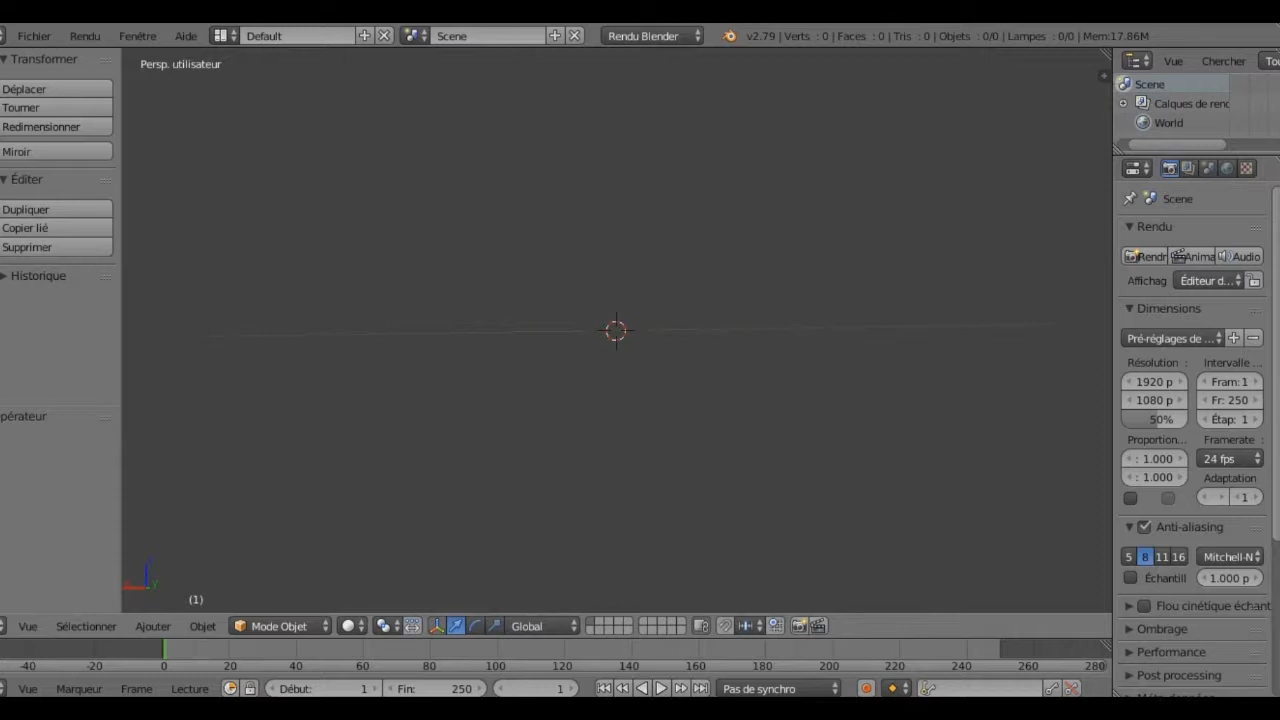 Fichier Rendu Fenêtre Aide Default Scene Rendu Blender v2.79 | Verts : 0 | Faces : 0 | Tris : 0 | Objets : 0/0 | Lampes : 0/0 | Mem:17.86M
Transformer
Déplacer
Tourner
Redimensionner
Miroir
Éditer
Dupliquer
Copier lié
Supprimer
Historique
pérateur
Persp. utilisateur
(1)
Vue Chercher Tou
Scene
Calques de renc
World
Scene
Rendu
Rendr Anima Audio
Affichag Éditeur d...
Dimensions
Pré-réglages de ...
Résolution : Intervalle ...
1920 p Fram: 1
1080 p Fr: 250
50% Étap: 1
Proportion... Framerate :
: 1.000 24 fps
: 1.000 Adaptation
1
Anti-aliasing
5 8 11 16 Mitchell-N
Échantill 1.000 p
Flou cinétique échant
Ombrage
Performance
Post processing
Vue Sélectionner Ajouter Objet Mode Objet Global
-40 -20 0 20 40 60 80 100 120 140 160 180 200 220 240 260 280
Vue Marqueur Frame Lecture Début: 1 Fin: 250 1 Pas de synchro